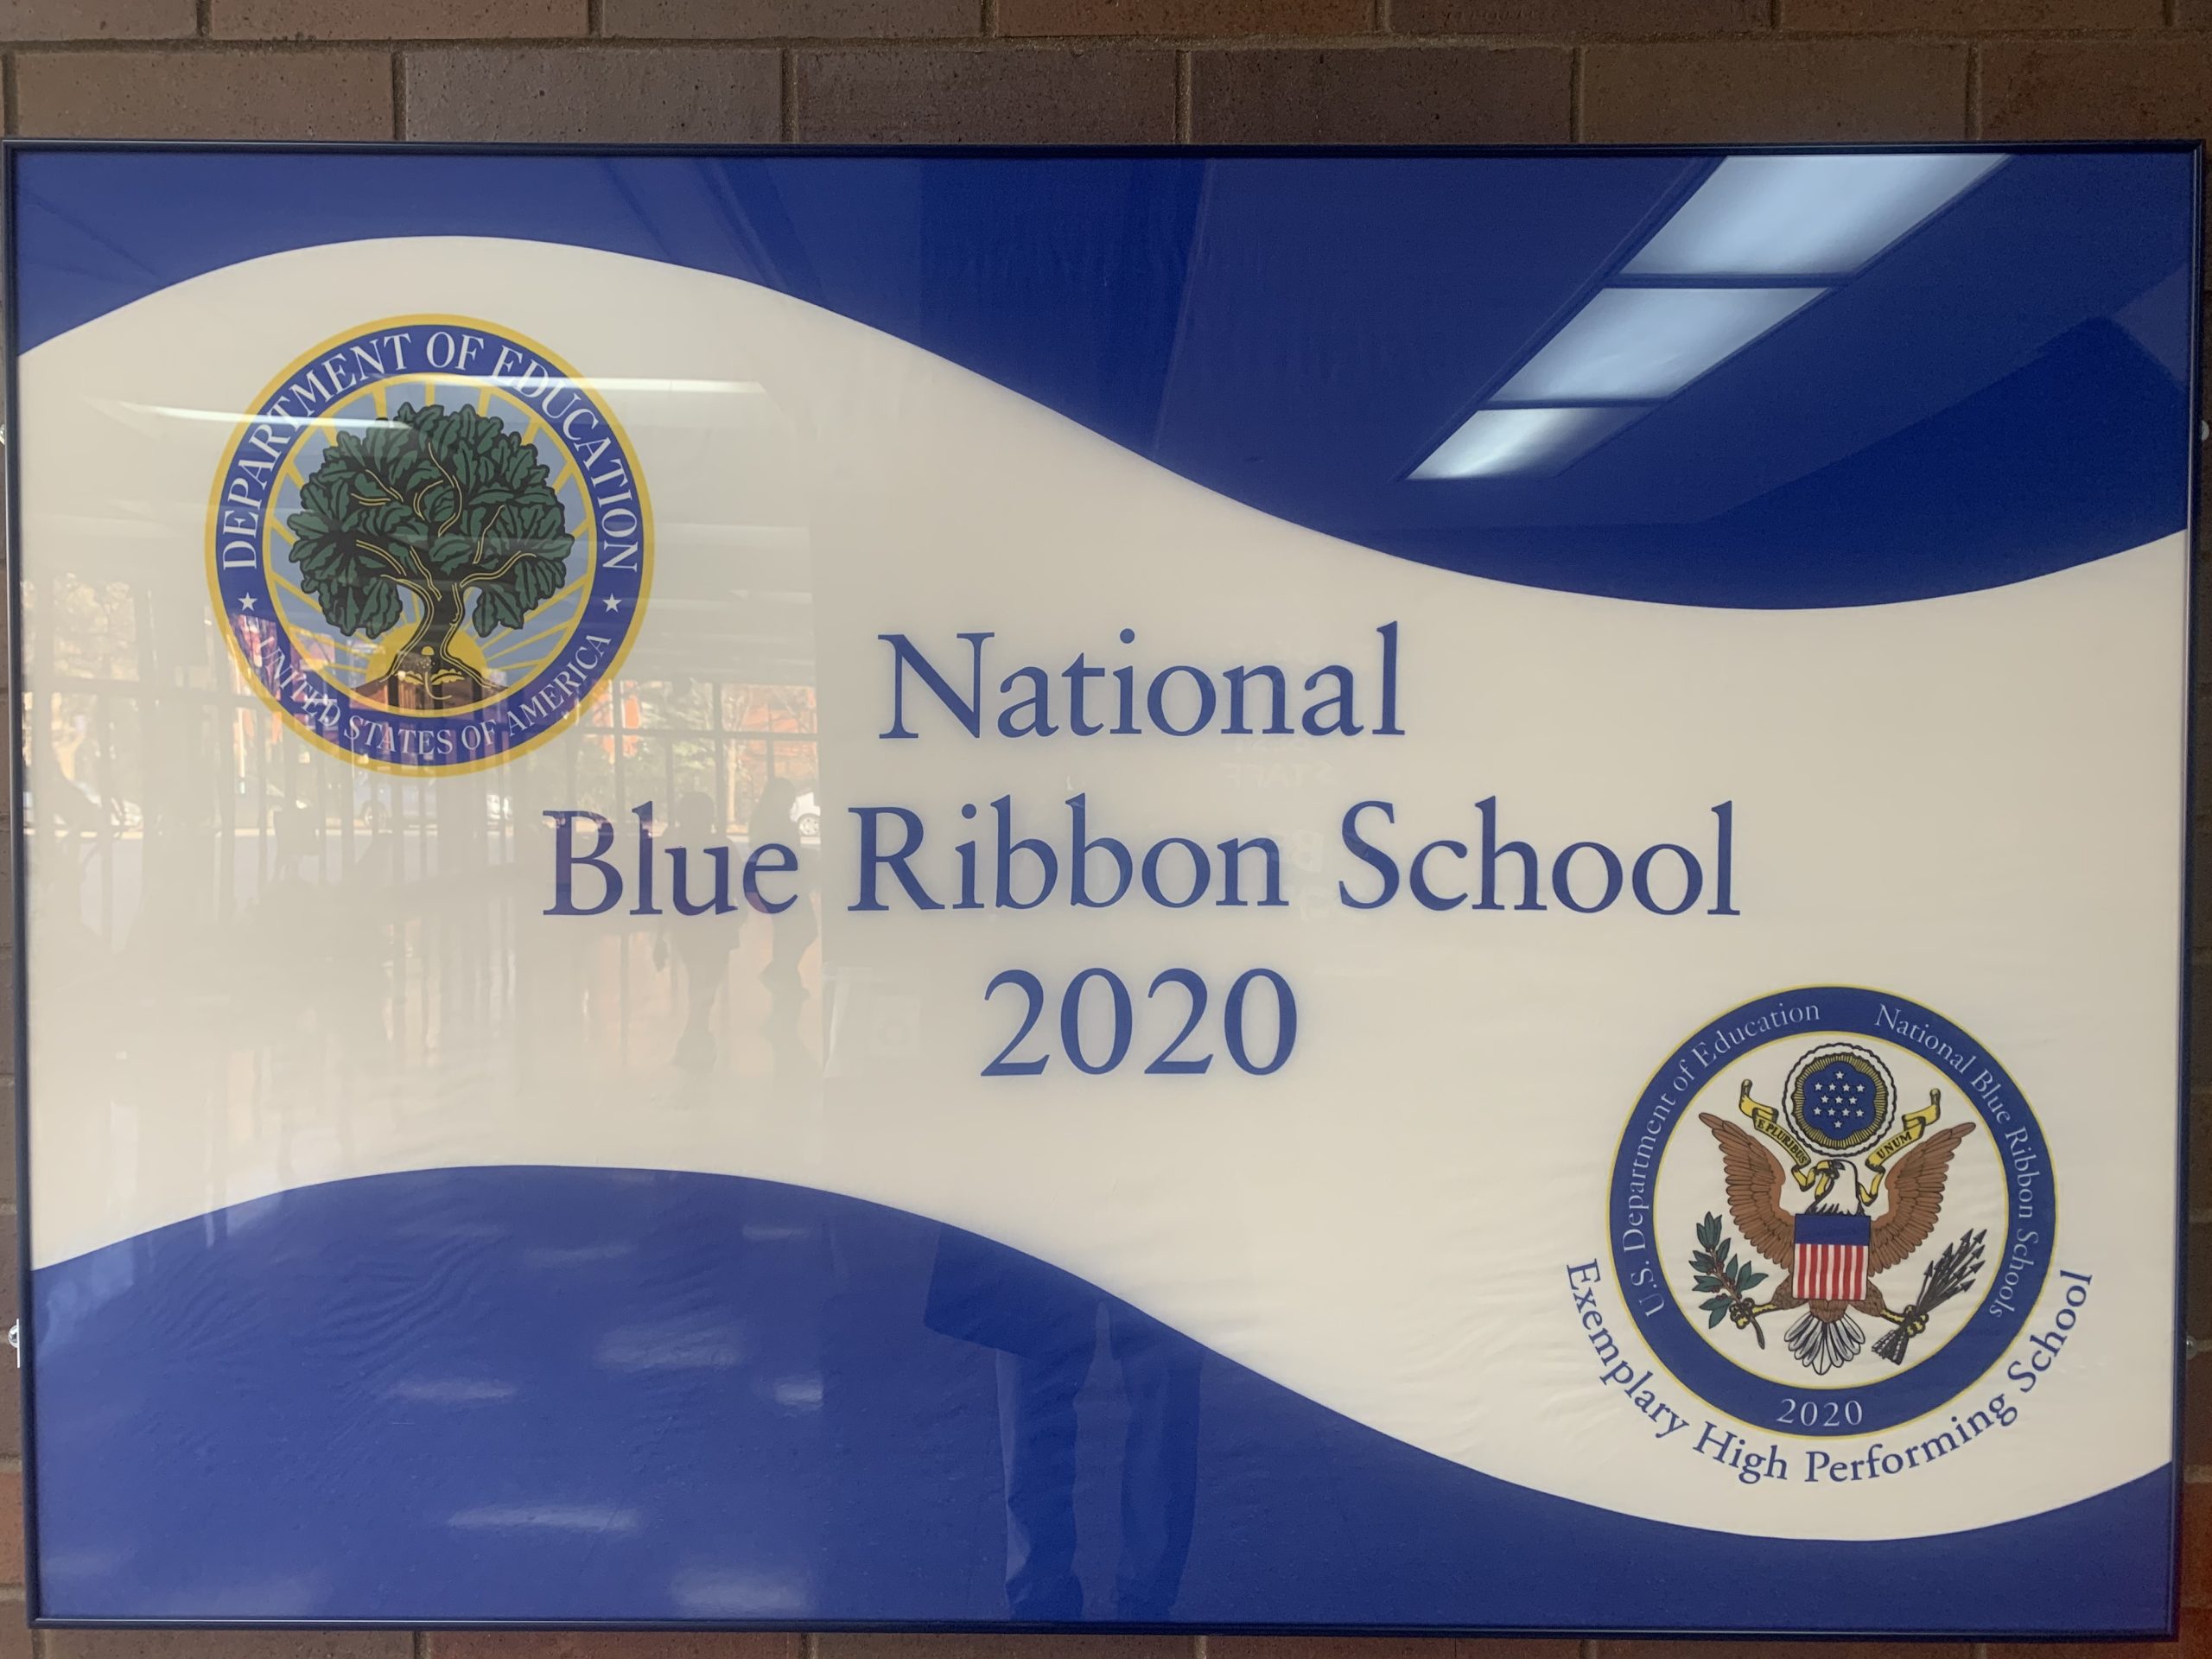 DEPARTMENT OF EDUCATION
UNITED STATES OF AMERICA
National
Blue Ribbon School
2020
U.S. Department of Education National Blue Ribbon Schools
E PLURIBUS UNUM
2020
Exemplary High Performing School